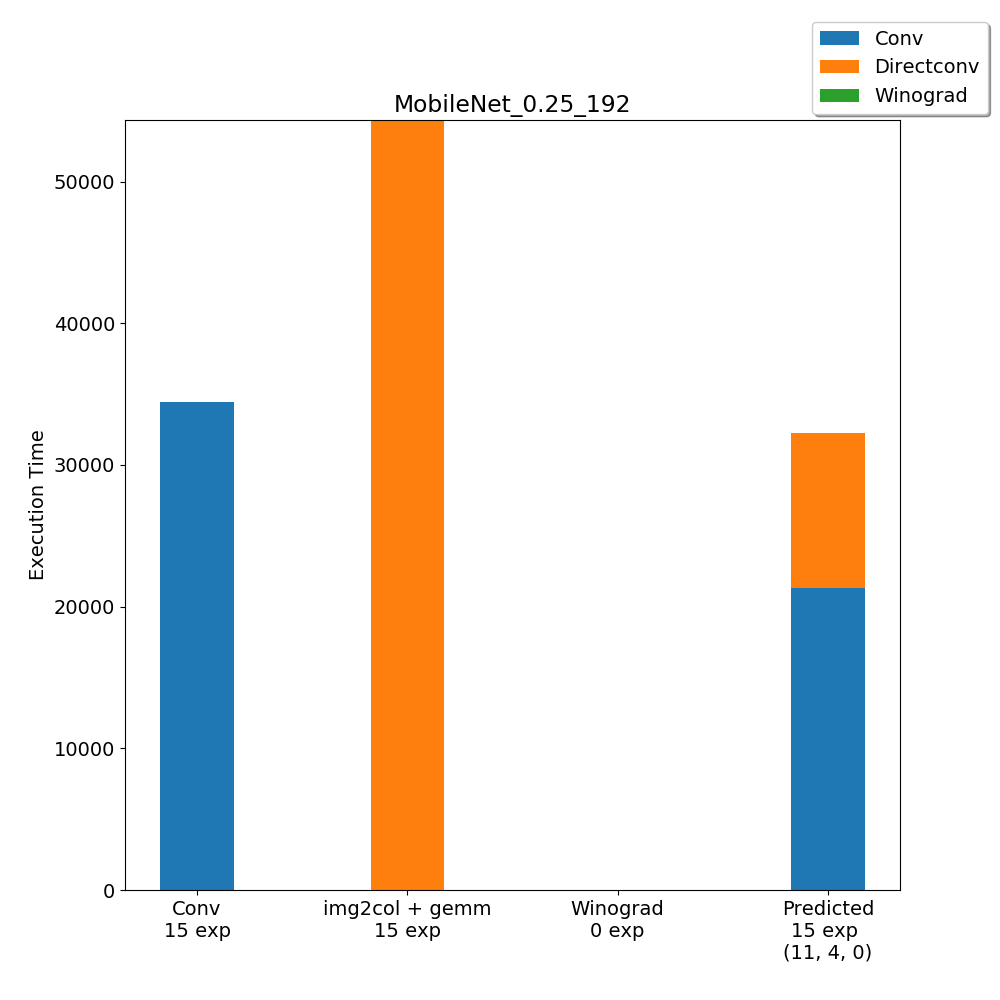 Conv
Directconv
Winograd
MobileNet_0.25_192
Execution Time
50000
40000
30000
20000
10000
0
Conv
15 exp
img2col + gemm
15 exp
Winograd
0 exp
Predicted
15 exp
(11, 4, 0)